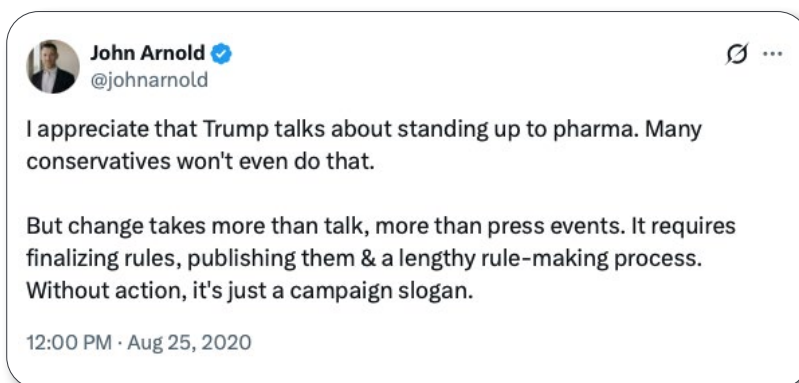 John Arnold
@johnarnold
I appreciate that Trump talks about standing up to pharma. Many
conservatives won't even do that.
But change takes more than talk, more than press events. It requires
finalizing rules, publishing them & a lengthy rule-making process.
Without action, it's just a campaign slogan.
12:00 PM · Aug 25, 2020